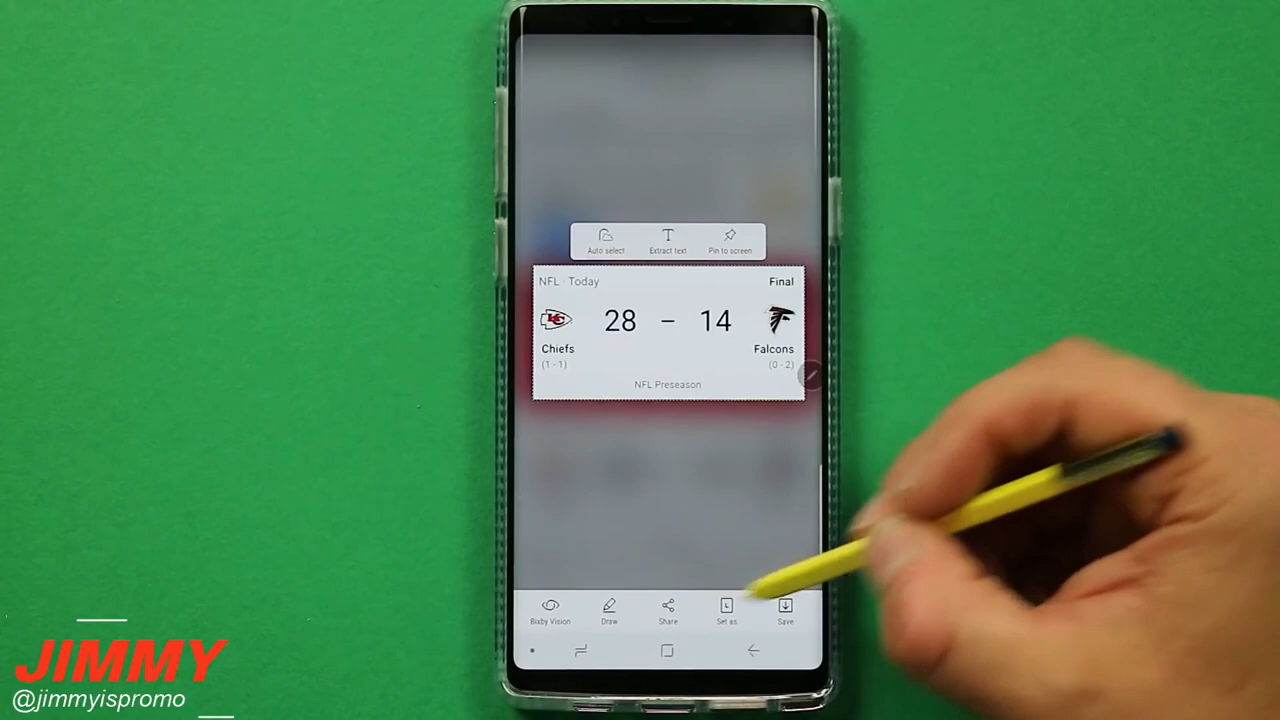 Auto select Extract text Pin to screen
NFL · Today Final
28 – 14
Chiefs Falcons
(1 - 1) (0 - 2)
NFL Preseason
Bixby Vision Draw Share Set as Save
JIMMY
@jimmyispromo